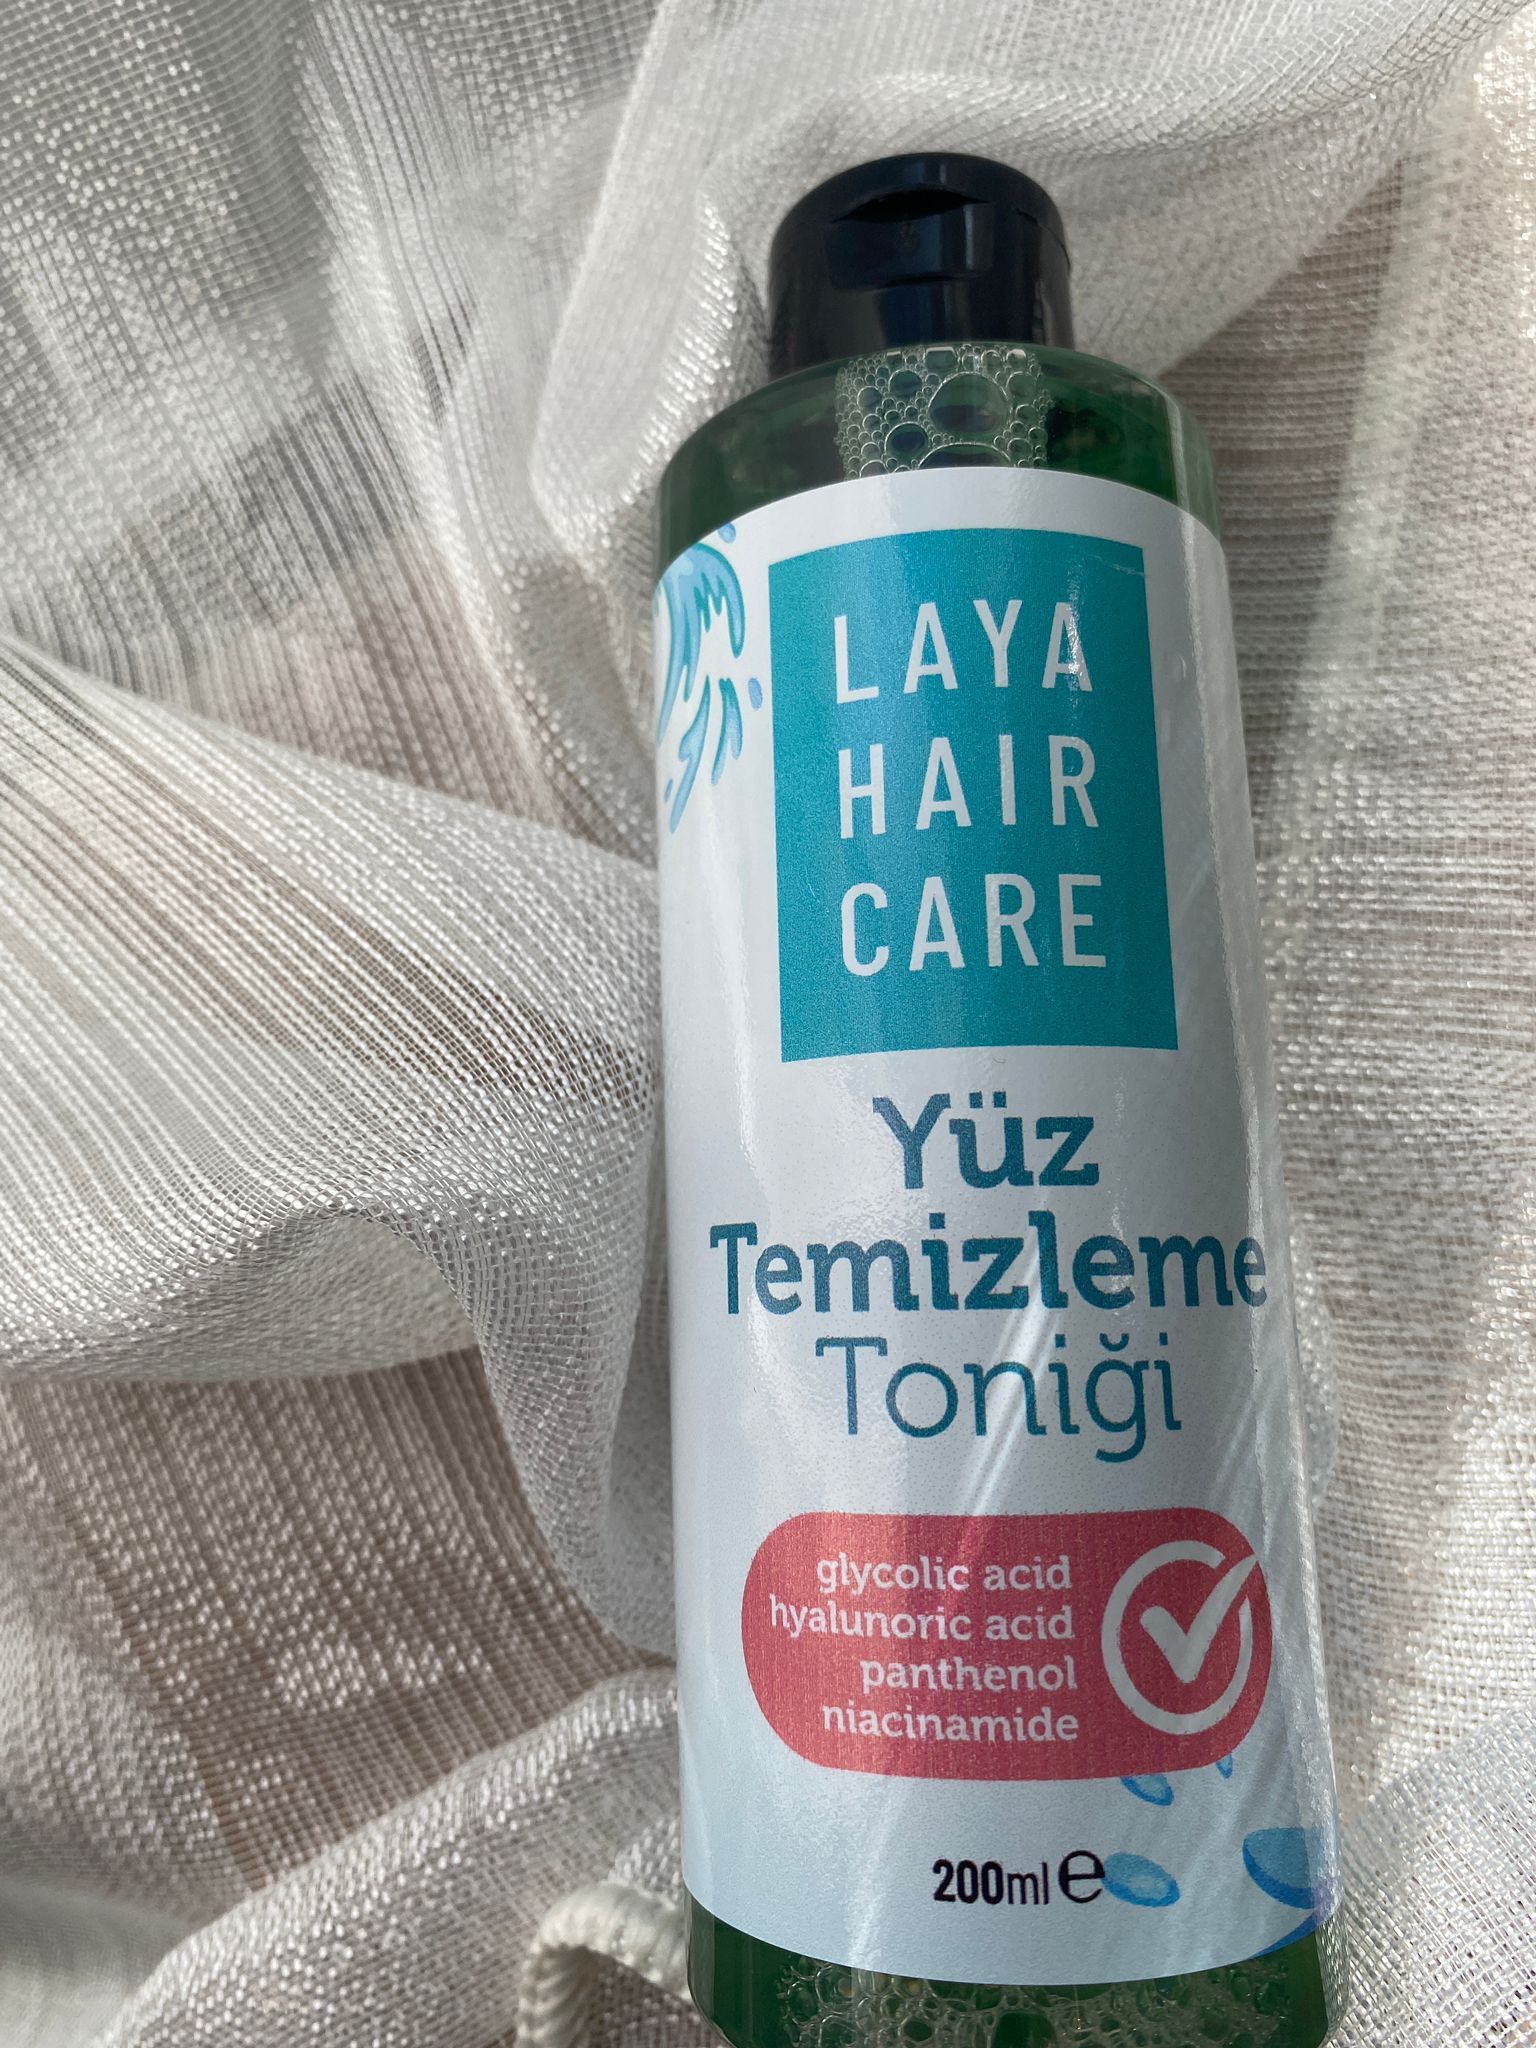 LAYA
HAIR
CARE
Yüz
Temizleme
Toniği
glycolic acid
hyalunoric acid
panthenol
niacinamide
200ml ℮